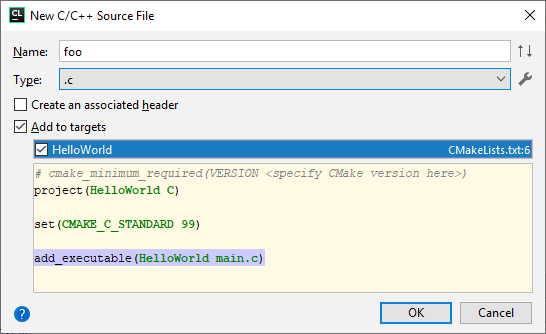 CL New C/C++ Source File
Name: foo
Type: .c
Create an associated header
Add to targets
HelloWorld CMakeLists.txt:6
# cmake_minimum_required(VERSION <specify CMake version here>)
project(HelloWorld C)
set(CMAKE_C_STANDARD 99)
add_executable(HelloWorld main.c)
? OK Cancel